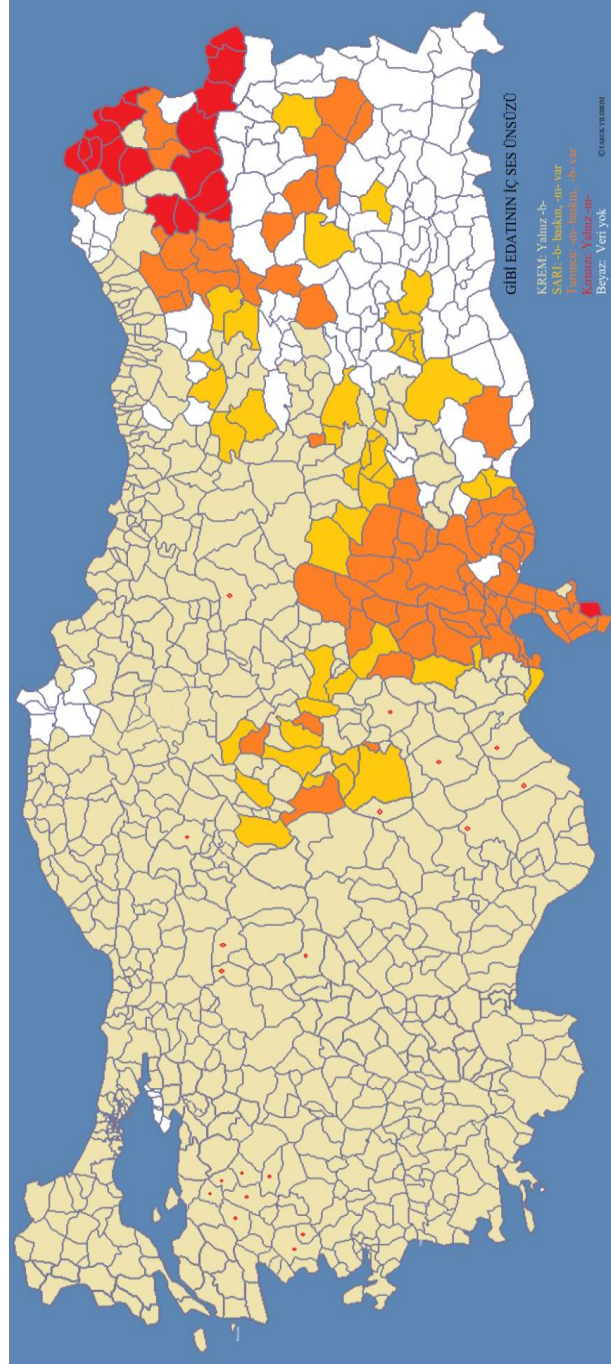 GİBİ EDATININ İÇ SES ÜNSÜZÜ
KREM: Yalnız -b-
SARI: -b- baskın, -m- var
Turuncu: -m- baskın, -b- var
Kırmızı: Yalnız -m-
Beyaz: Veri yok
© FARUK YILDIRIM